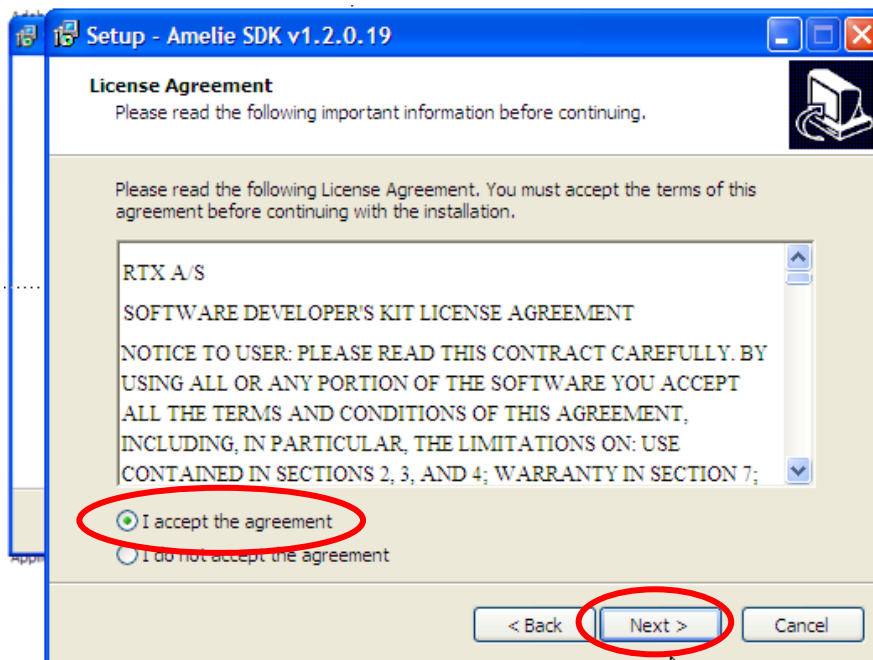 Setup - Amelie SDK v1.2.0.19
License Agreement
Please read the following important information before continuing.
Please read the following License Agreement. You must accept the terms of this
agreement before continuing with the installation.
RTX A/S
SOFTWARE DEVELOPER'S KIT LICENSE AGREEMENT
NOTICE TO USER: PLEASE READ THIS CONTRACT CAREFULLY. BY
USING ALL OR ANY PORTION OF THE SOFTWARE YOU ACCEPT
ALL THE TERMS AND CONDITIONS OF THIS AGREEMENT,
INCLUDING, IN PARTICULAR, THE LIMITATIONS ON: USE
CONTAINED IN SECTIONS 2, 3, AND 4; WARRANTY IN SECTION 7;
I accept the agreement
I do not accept the agreement
< Back Next > Cancel